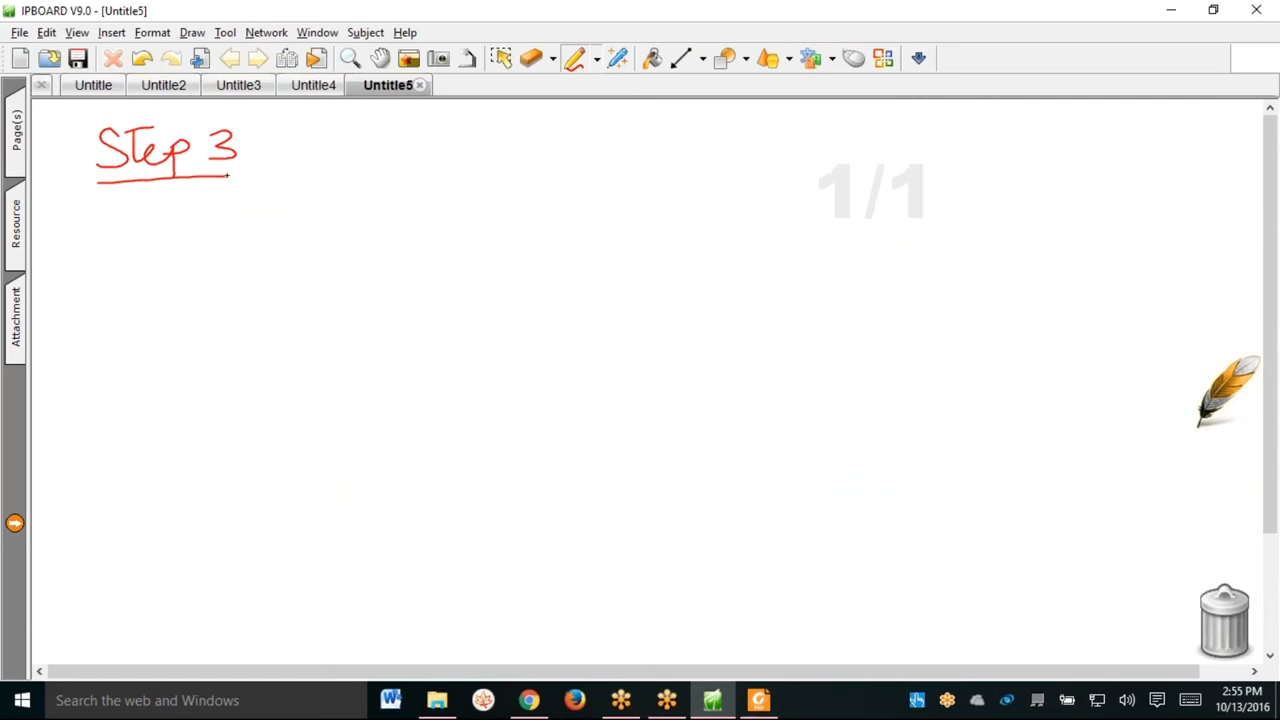 IPBOARD V9.0 - [Untitle5]
File Edit View Insert Format Draw Tool Network Window Subject Help
Untitle Untitle2 Untitle3 Untitle4 Untitle5
Page(s)
Resource
Attachment
Step 3
1/1
Search the web and Windows
2:55 PM
10/13/2016